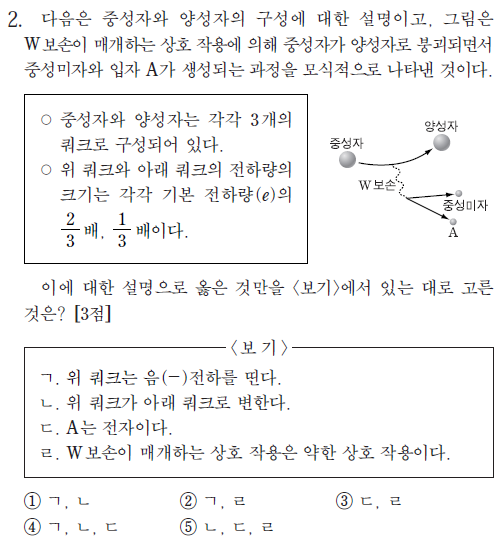 2. 다음은 중성자와 양성자의 구성에 대한 설명이고, 그림은
W보손이 매개하는 상호 작용에 의해 중성자가 양성자로 붕괴되면서
중성미자와 입자 A가 생성되는 과정을 모식적으로 나타낸 것이다.
○ 중성자와 양성자는 각각 3개의
쿼크로 구성되어 있다.
○ 위 쿼크와 아래 쿼크의 전하량의
크기는 각각 기본 전하량(e)의
2/3배, 1/3배이다.
중성자
양성자
W보손
중성미자
A
이에 대한 설명으로 옳은 것만을 〈보기〉에서 있는 대로 고른
것은? [3점]
〈보 기〉
ㄱ. 위 쿼크는 음(-)전하를 띤다.
ㄴ. 위 쿼크가 아래 쿼크로 변한다.
ㄷ. A는 전자이다.
ㄹ. W보손이 매개하는 상호 작용은 약한 상호 작용이다.
① ㄱ, ㄴ ② ㄱ, ㄹ ③ ㄷ, ㄹ
④ ㄱ, ㄴ, ㄷ ⑤ ㄴ, ㄷ, ㄹ